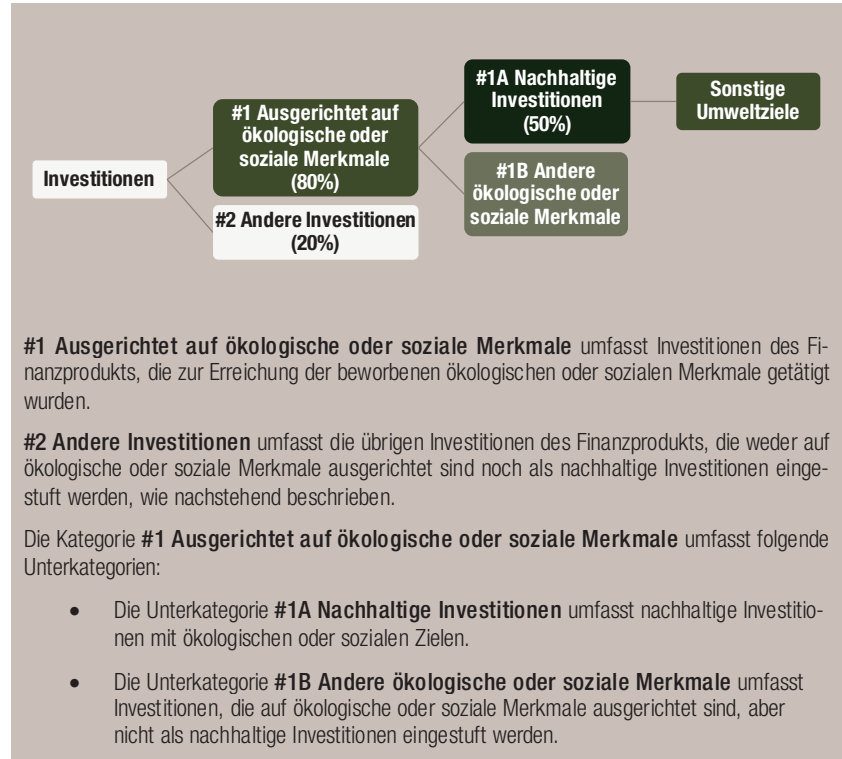 Investitionen
#1 Ausgerichtet auf
ökologische oder
soziale Merkmale
(80%)
#2 Andere Investitionen
(20%)
#1A Nachhaltige
Investitionen
(50%)
#1B Andere
ökologische oder
soziale Merkmale
Sonstige
Umweltziele
#1 Ausgerichtet auf ökologische oder soziale Merkmale umfasst Investitionen des Fi-
nanzprodukts, die zur Erreichung der beworbenen ökologischen oder sozialen Merkmale getätigt
wurden.
#2 Andere Investitionen umfasst die übrigen Investitionen des Finanzprodukts, die weder auf
ökologische oder soziale Merkmale ausgerichtet sind noch als nachhaltige Investitionen einge-
stuft werden, wie nachstehend beschrieben.
Die Kategorie #1 Ausgerichtet auf ökologische oder soziale Merkmale umfasst folgende
Unterkategorien:
• Die Unterkategorie #1A Nachhaltige Investitionen umfasst nachhaltige Investitio-
nen mit ökologischen oder sozialen Zielen.
• Die Unterkategorie #1B Andere ökologische oder soziale Merkmale umfasst
Investitionen, die auf ökologische oder soziale Merkmale ausgerichtet sind, aber
nicht als nachhaltige Investitionen eingestuft werden.